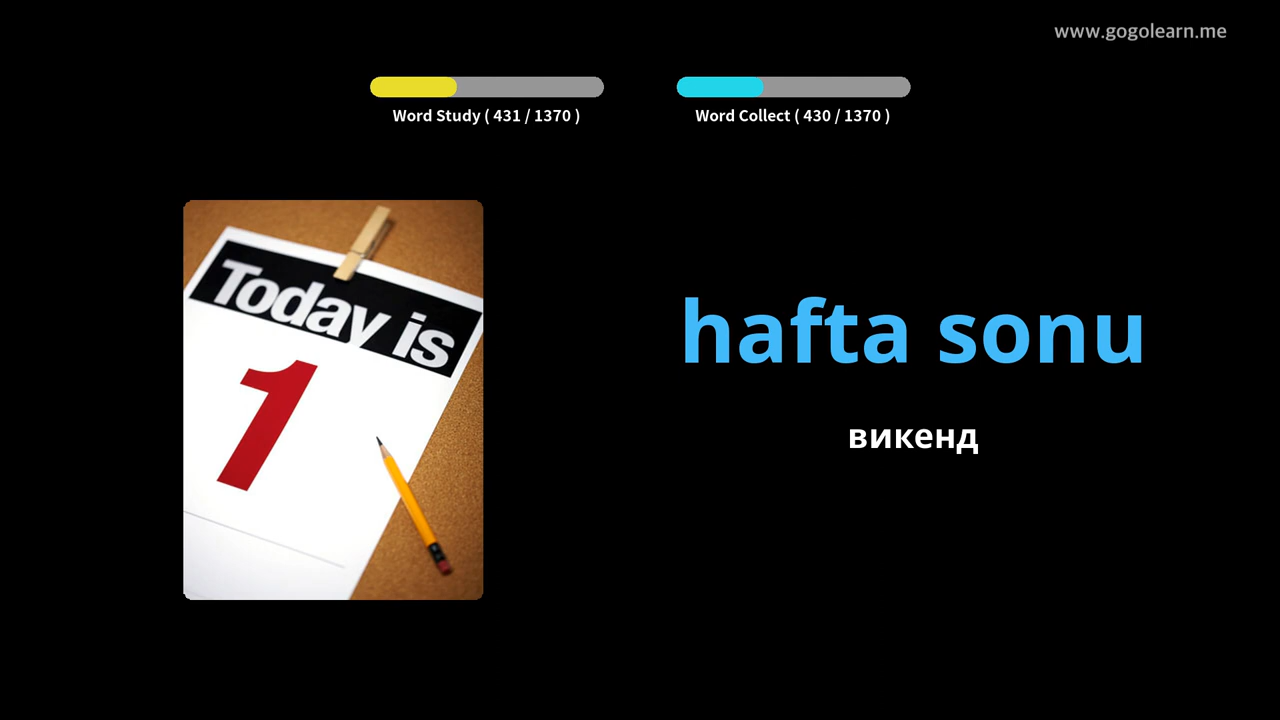 www.gogolearn.me
Word Study ( 431 / 1370 )
Word Collect ( 430 / 1370 )
Today is
1
hafta sonu
викенд